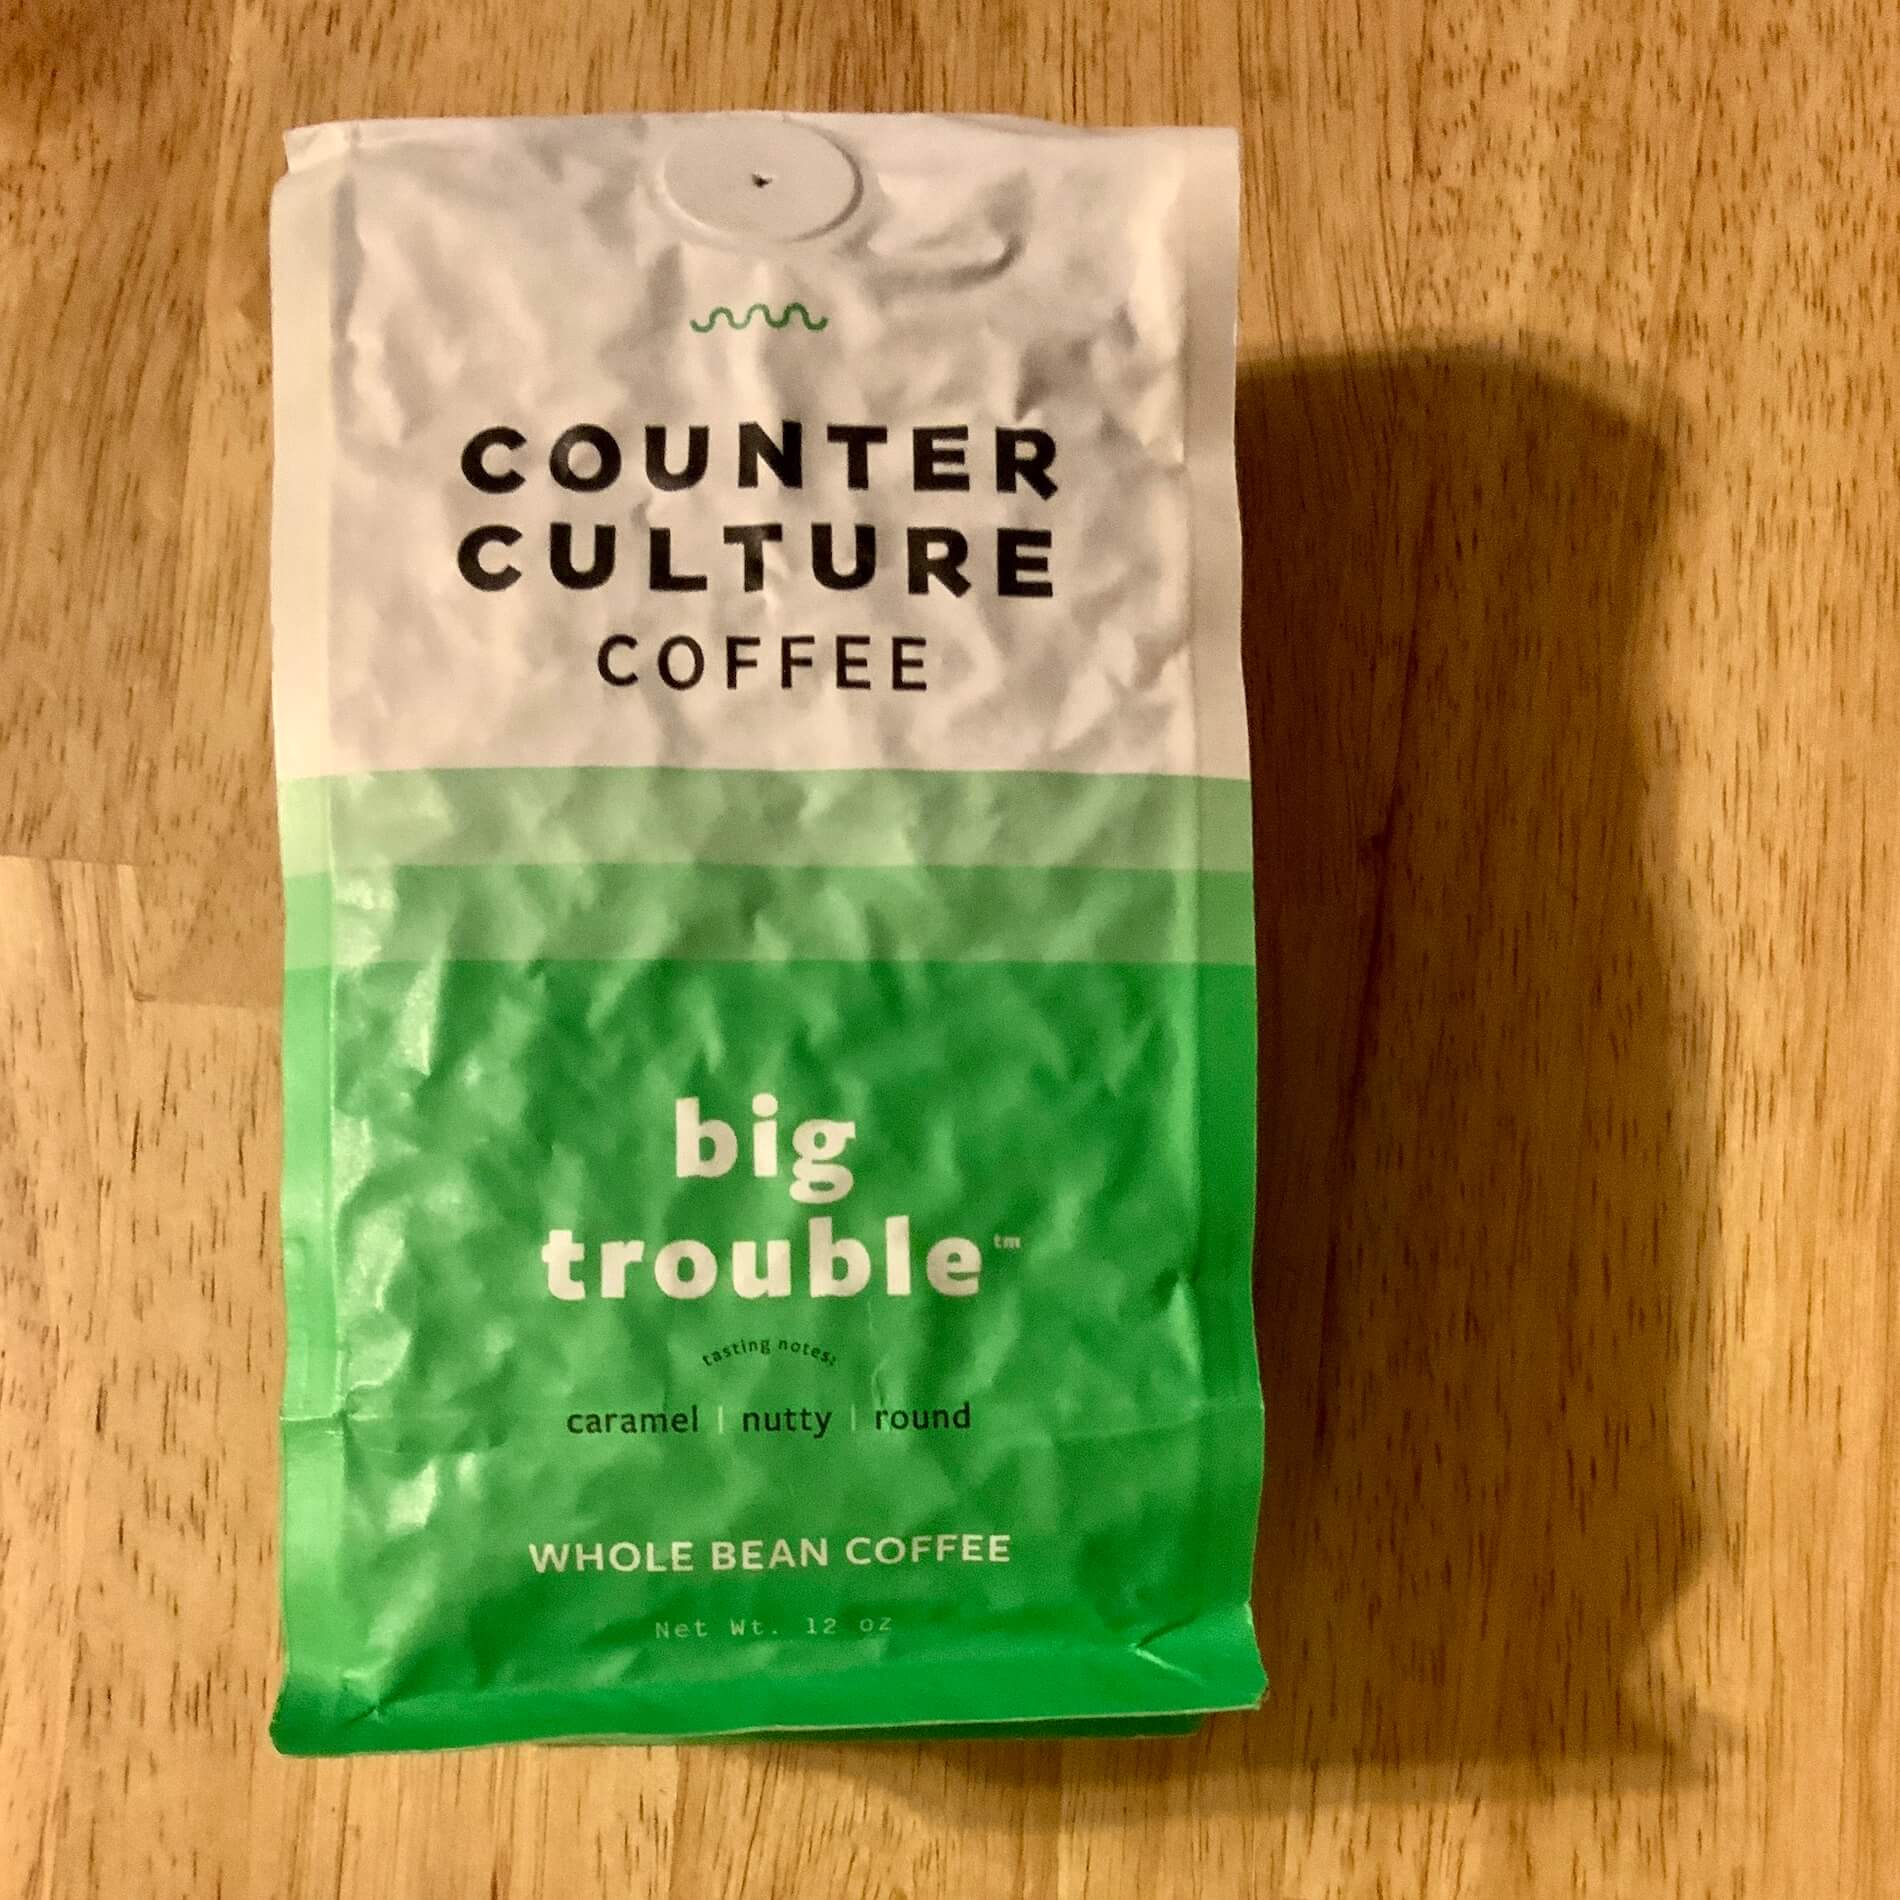 COUNTER
CULTURE
COFFEE
big
trouble™
tasting notes:
caramel | nutty | round
WHOLE BEAN COFFEE
Net Wt. 12 oz